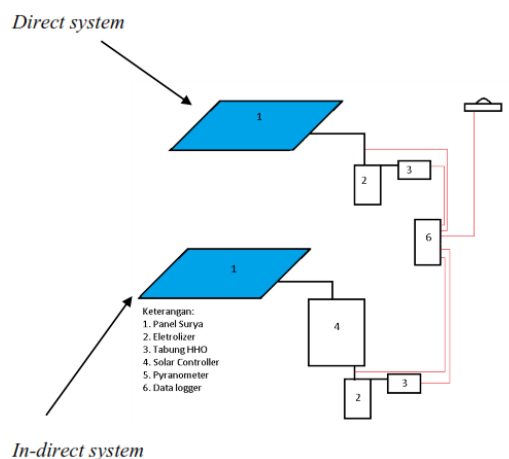 Direct system
1
2
3
6
1
Keterangan:
1. Panel Surya
2. Eletrolizer
3. Tabung HHO
4. Solar Controller
5. Pyranometer
6. Data logger
4
2
3
In-direct system